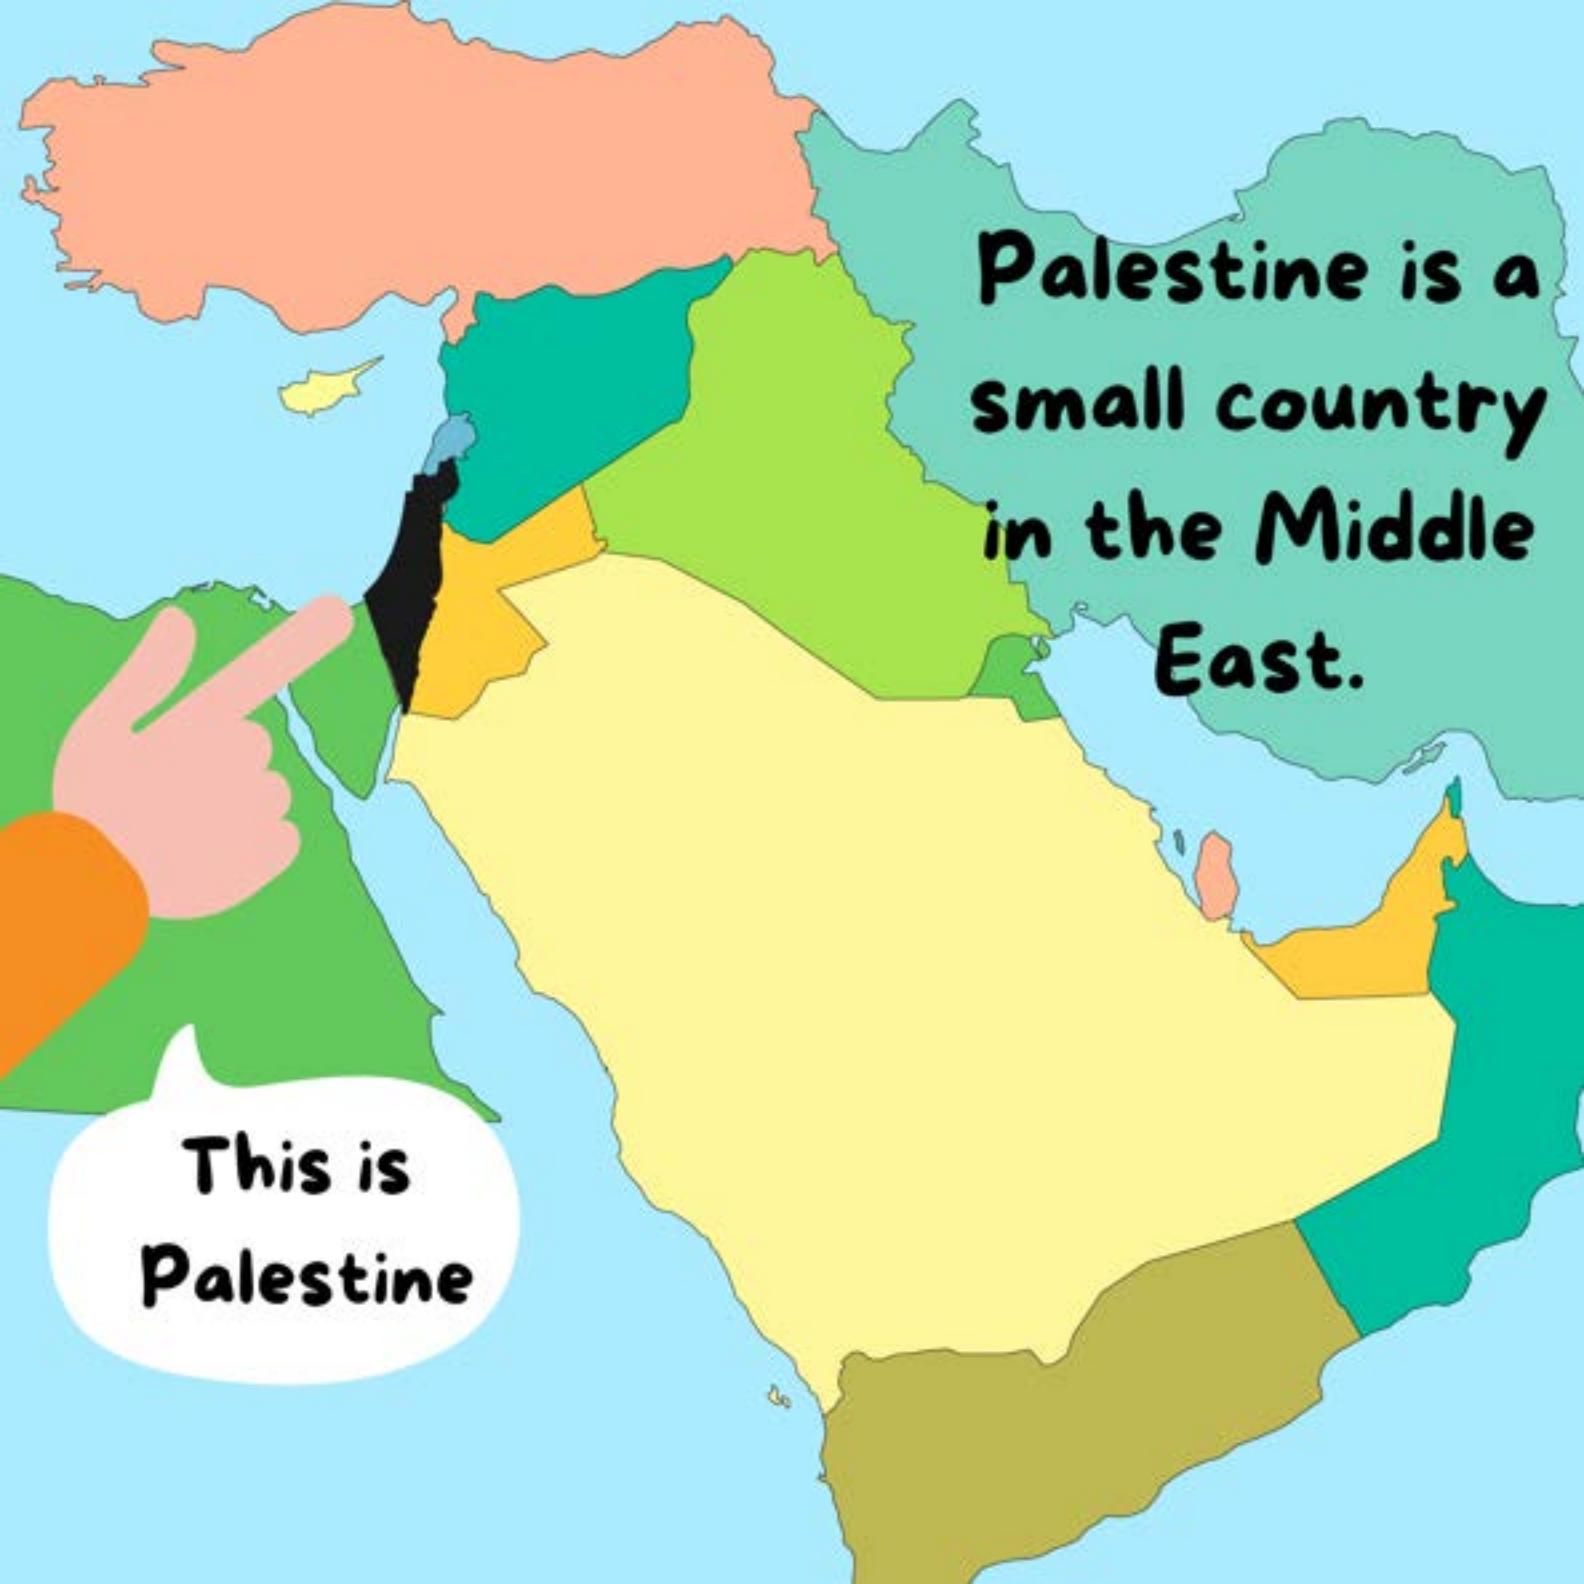 Palestine is a
small country
in the Middle
East.
This is
Palestine